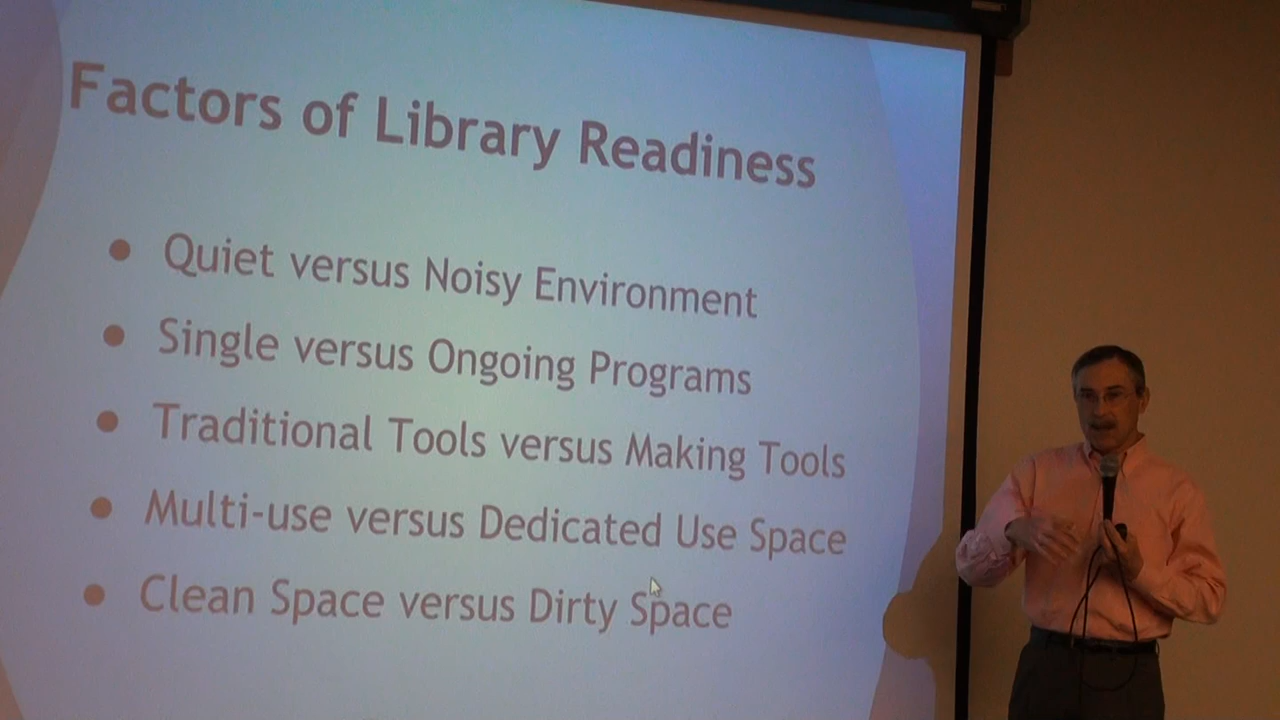 Factors of Library Readiness
Quiet versus Noisy Environment
Single versus Ongoing Programs
Traditional Tools versus Making Tools
Multi-use versus Dedicated Use Space
Clean Space versus Dirty Space